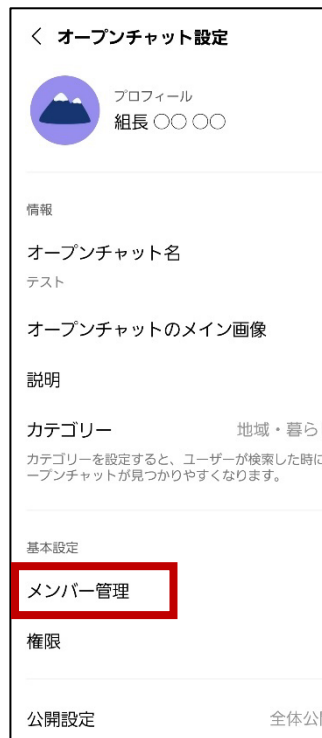 く オープンチャット設定
プロフィール
組長 〇〇 〇〇
情報
オープンチャット名
テスト
オープンチャットのメイン画像
説明
カテゴリー 地域・暮ら
カテゴリーを設定すると、ユーザーが検索した時に
ープンチャットが見つかりやすくなります。
基本設定
メンバー管理
権限
公開設定 全体公